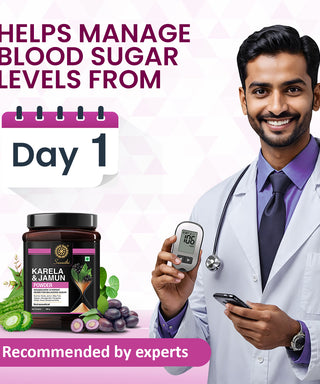 HELPS MANAGE
BLOOD SUGAR
LEVELS FROM
Day 1
106
KARELA
& JAMUN
POWDER
Recommended by experts